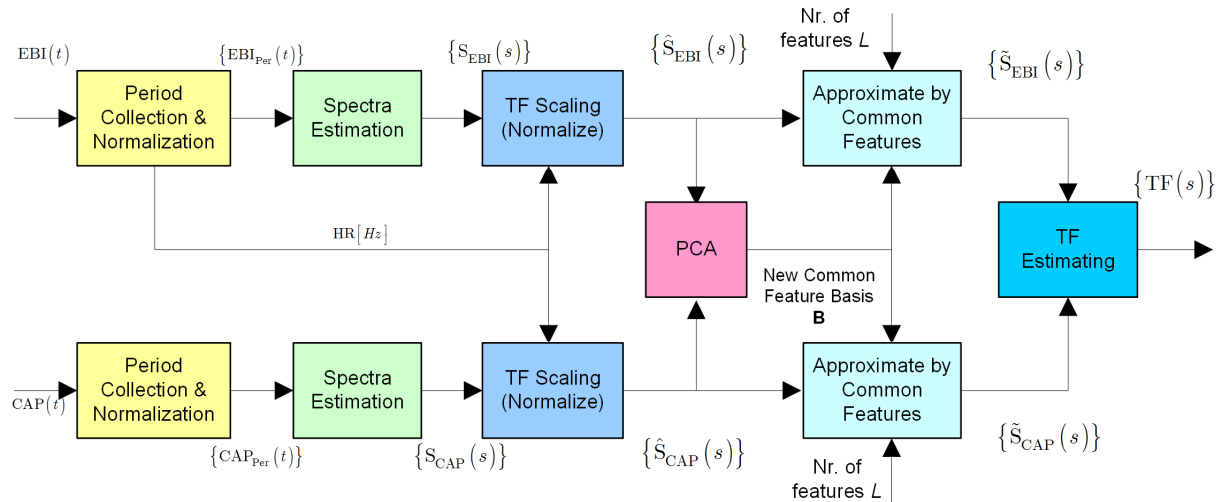 Nr. of
features L
EBI(t)
{EBI_Per(t)}
{S_EBI(s)}
{Ŝ_EBI(s)}
{S̃_EBI(s)}
Period
Collection &
Normalization
Spectra
Estimation
TF Scaling
(Normalize)
Approximate by
Common
Features
{TF(s)}
HR[Hz]
PCA
New Common
Feature Basis
B
TF
Estimating
Period
Collection &
Normalization
Spectra
Estimation
TF Scaling
(Normalize)
Approximate by
Common
Features
CAP(t)
{CAP_Per(t)}
{S_CAP(s)}
{Ŝ_CAP(s)}
{S̃_CAP(s)}
Nr. of
features L